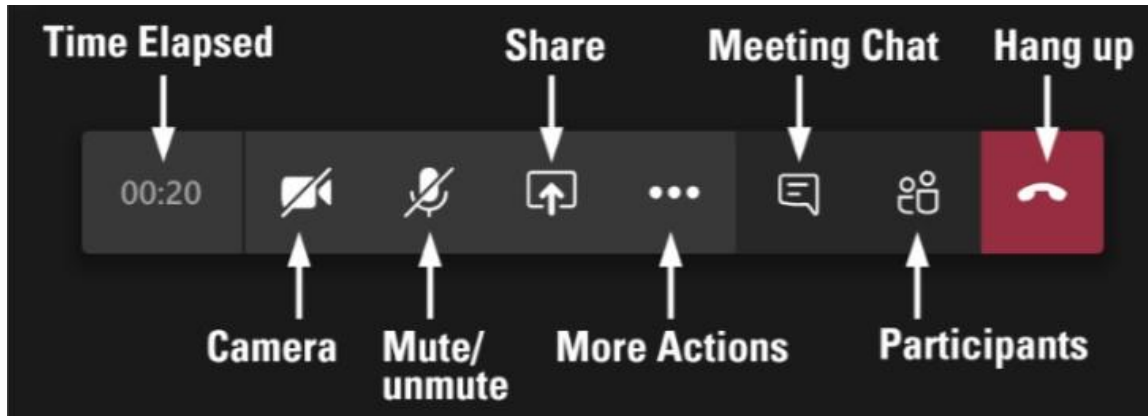 Time Elapsed
Share
Meeting Chat
Hang up
00:20
Camera
Mute/
unmute
More Actions
Participants